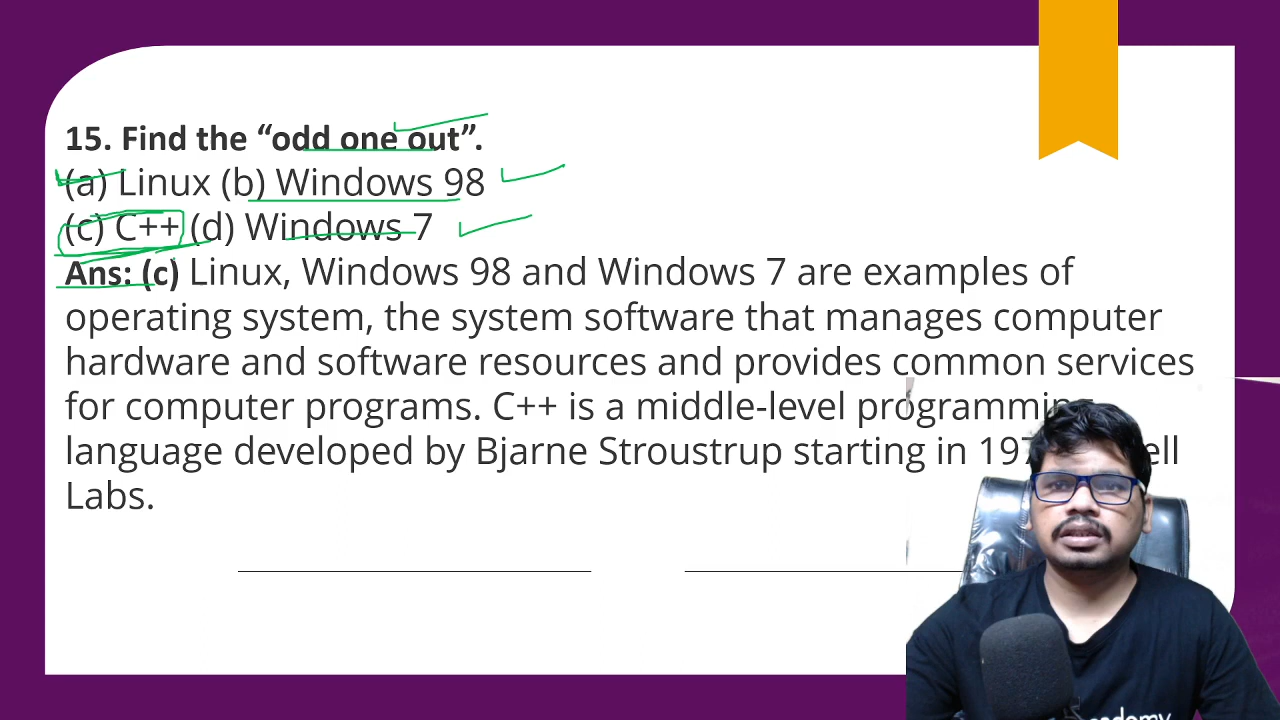 15. Find the “odd one out”.
(a) Linux (b) Windows 98
(c) C++ (d) Windows 7
Ans: (c) Linux, Windows 98 and Windows 7 are examples of
operating system, the system software that manages computer
hardware and software resources and provides common services
for computer programs. C++ is a middle-level programming
language developed by Bjarne Stroustrup starting in
Labs.